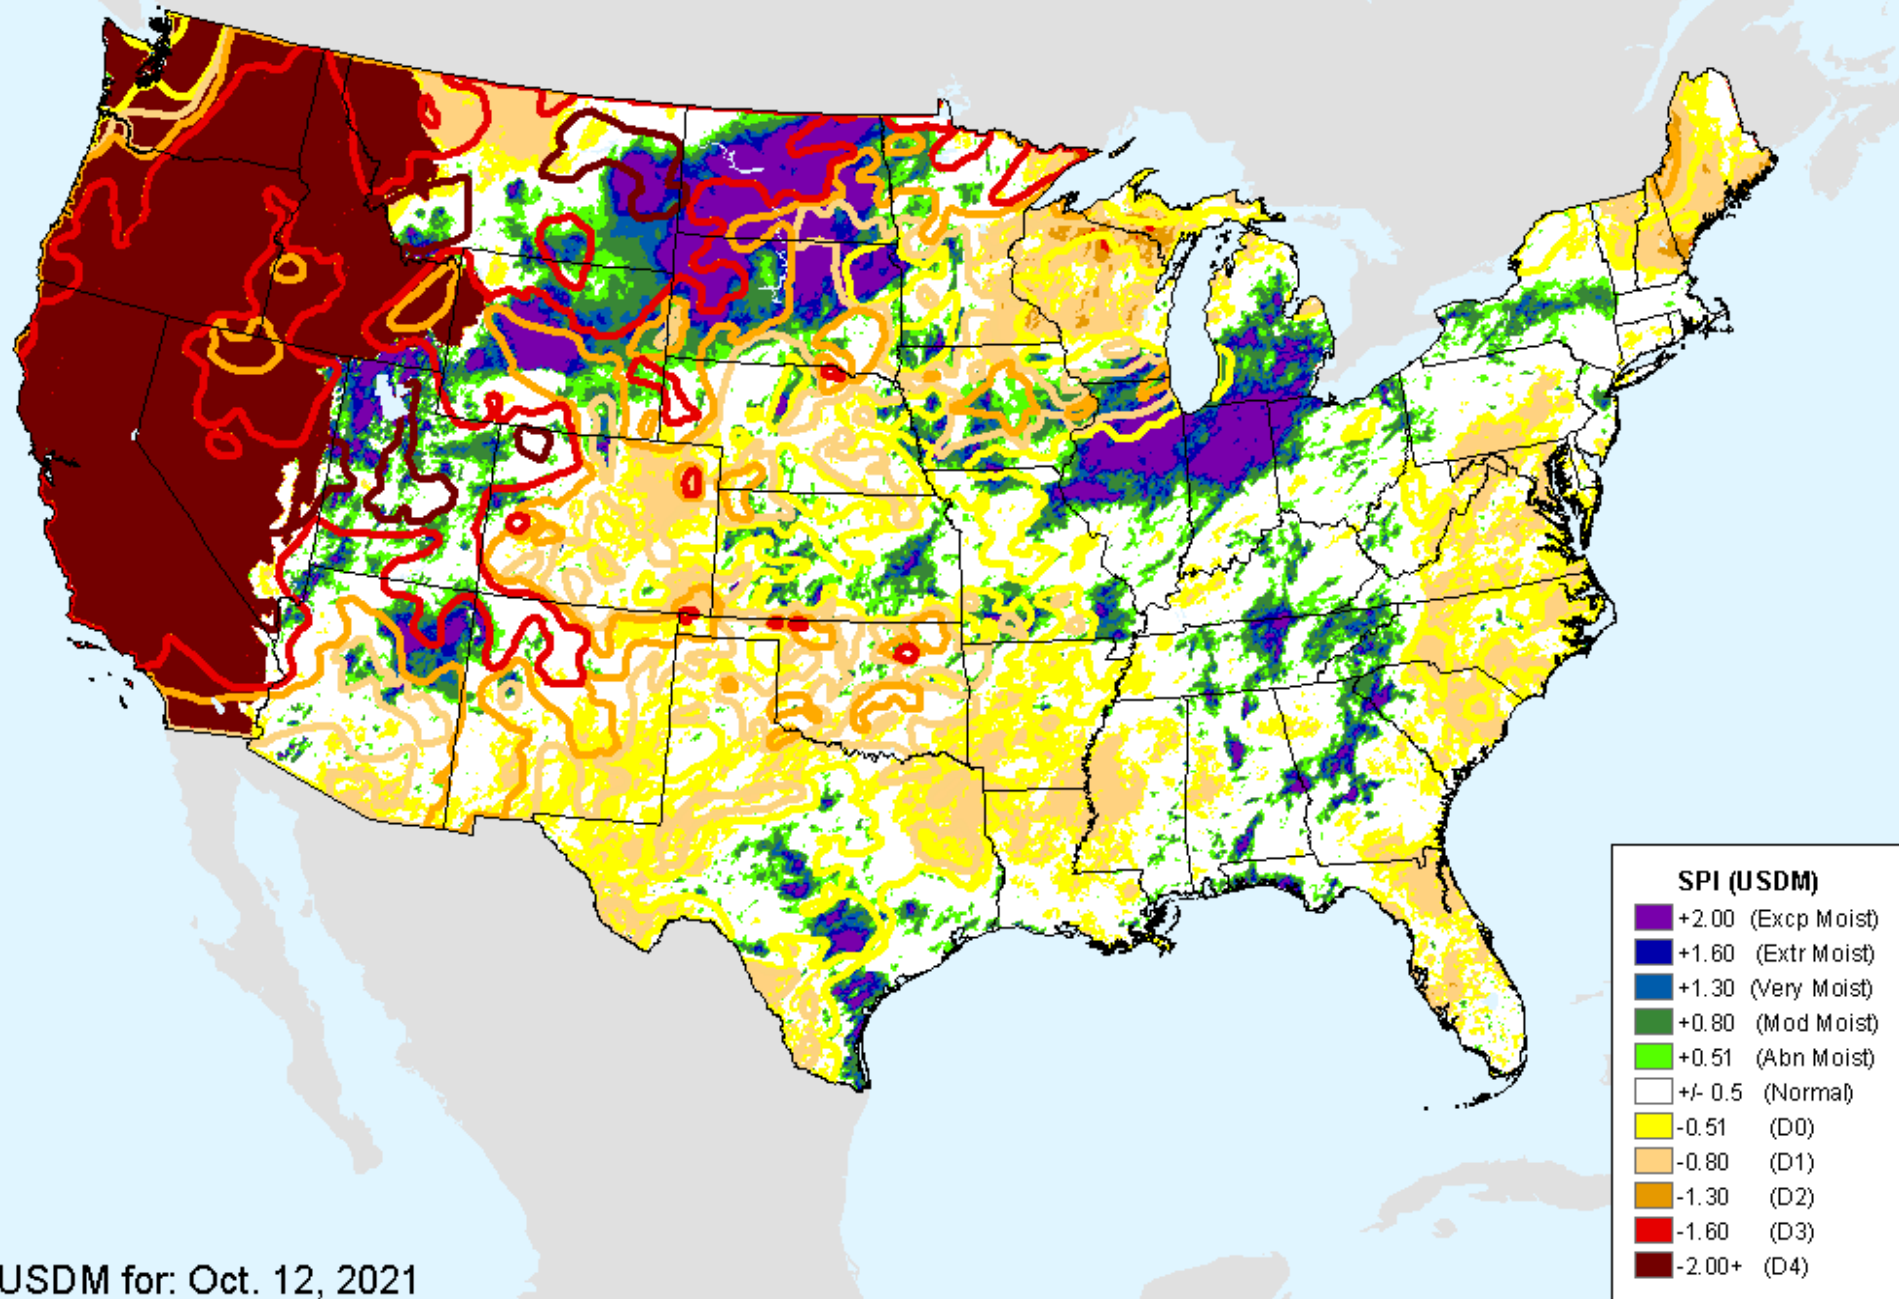 SPI (USDM)
+2.00 (Excp Moist)
+1.60 (Extr Moist)
+1.30 (Very Moist)
+0.80 (Mod Moist)
+0.51 (Abn Moist)
+/- 0.5 (Normal)
-0.51 (D0)
-0.80 (D1)
-1.30 (D2)
-1.60 (D3)
-2.00+ (D4)
USDM for: Oct. 12, 2021